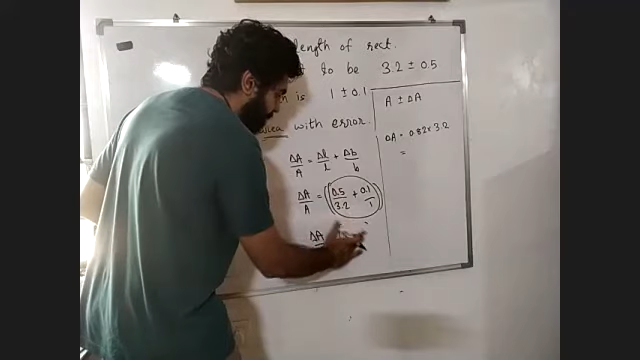 length of rect.
to be 3.2 ± 0.5
is 1 ± 0.1
area with error.
ΔA/A = Δl/l + Δb/b
ΔA/A = ((0.5/3.2 + 0.1/1))
ΔA
A ± ΔA
ΔA = 0.82 × 3.2
=